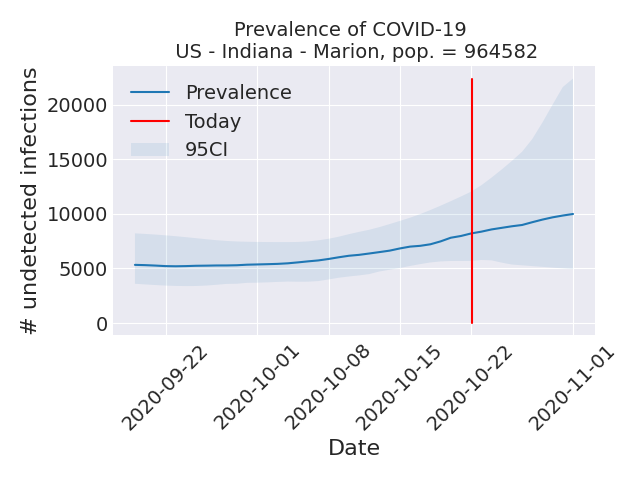 Prevalence of COVID-19
US - Indiana - Marion, pop. = 964582
# undetected infections
20000
15000
10000
5000
0
Prevalence
Today
95CI
2020-09-22
2020-10-01
2020-10-08
2020-10-15
2020-10-22
2020-11-01
Date